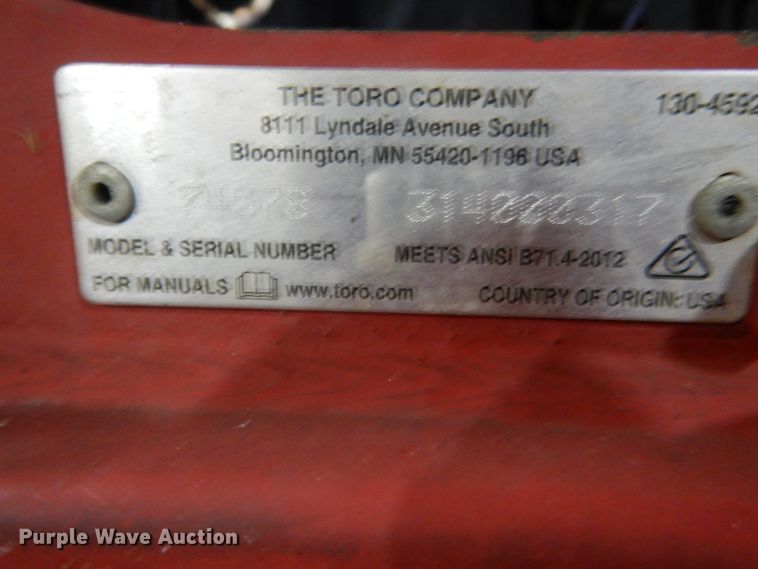 THE TORO COMPANY
130-4592
8111 Lyndale Avenue South
Bloomington, MN 55420-1196 USA
314000317
MODEL & SERIAL NUMBER
MEETS ANSI B71.4-2012
FOR MANUALS www.toro.com
COUNTRY OF ORIGIN: USA
Purple Wave Auction